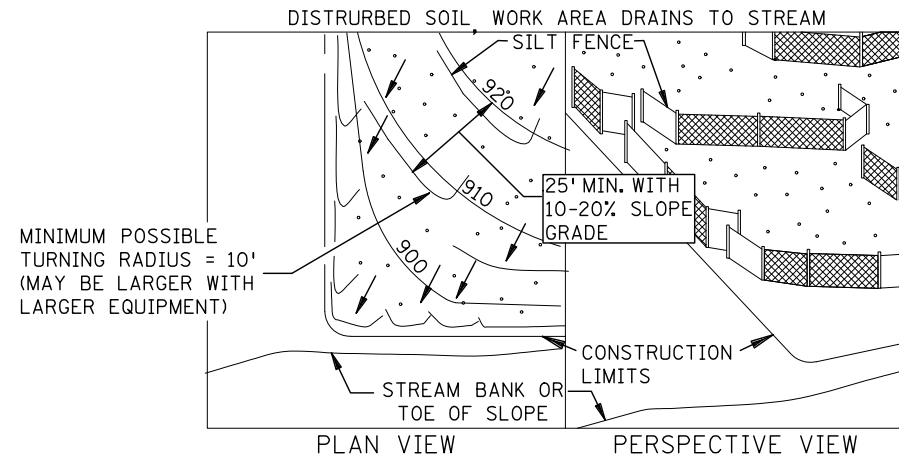 DISTRURBED SOIL, WORK AREA DRAINS TO STREAM
SILT FENCE
920
25' MIN. WITH
10-20% SLOPE
GRADE
910
900
MINIMUM POSSIBLE
TURNING RADIUS = 10'
(MAY BE LARGER WITH
LARGER EQUIPMENT)
CONSTRUCTION
LIMITS
STREAM BANK OR
TOE OF SLOPE
PLAN VIEW
PERSPECTIVE VIEW